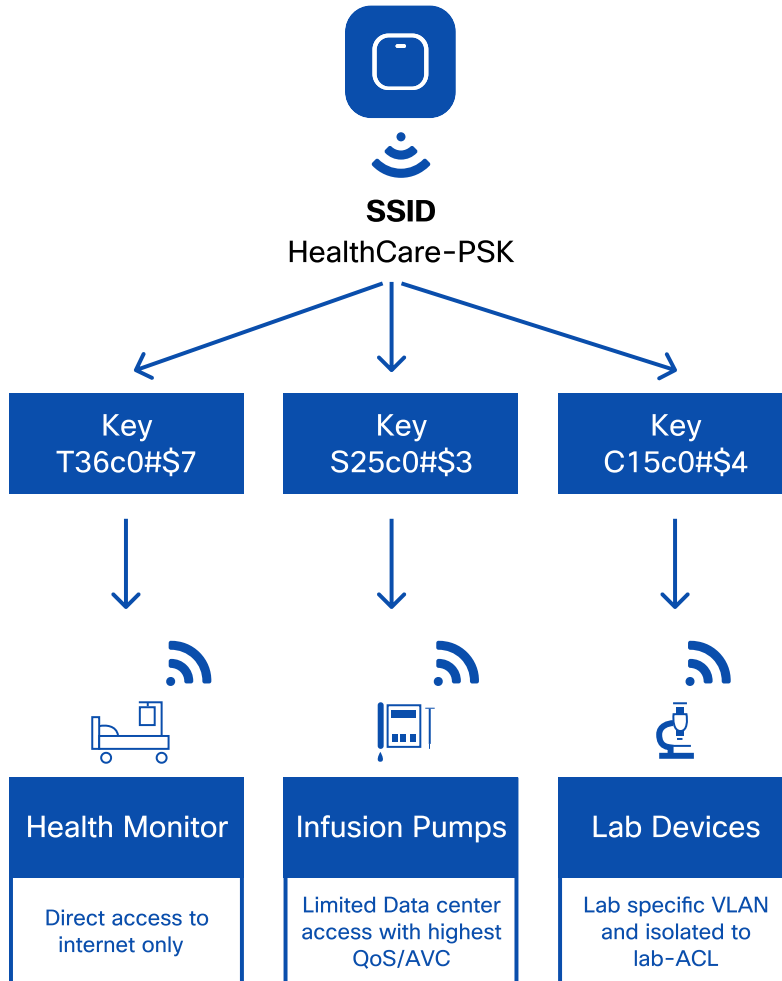 SSID
HealthCare-PSK
Key
T36c0#$7
Key
S25c0#$3
Key
C15c0#$4
Health Monitor
Direct access to
internet only
Infusion Pumps
Limited Data center
access with highest
QoS/AVC
Lab Devices
Lab specific VLAN
and isolated to
lab-ACL